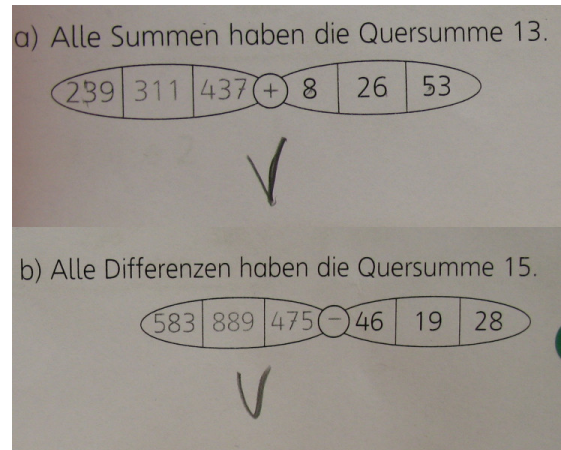 a) Alle Summen haben die Quersumme 13.
239 311 437 + 8 26 53
b) Alle Differenzen haben die Quersumme 15.
583 889 475 - 46 19 28